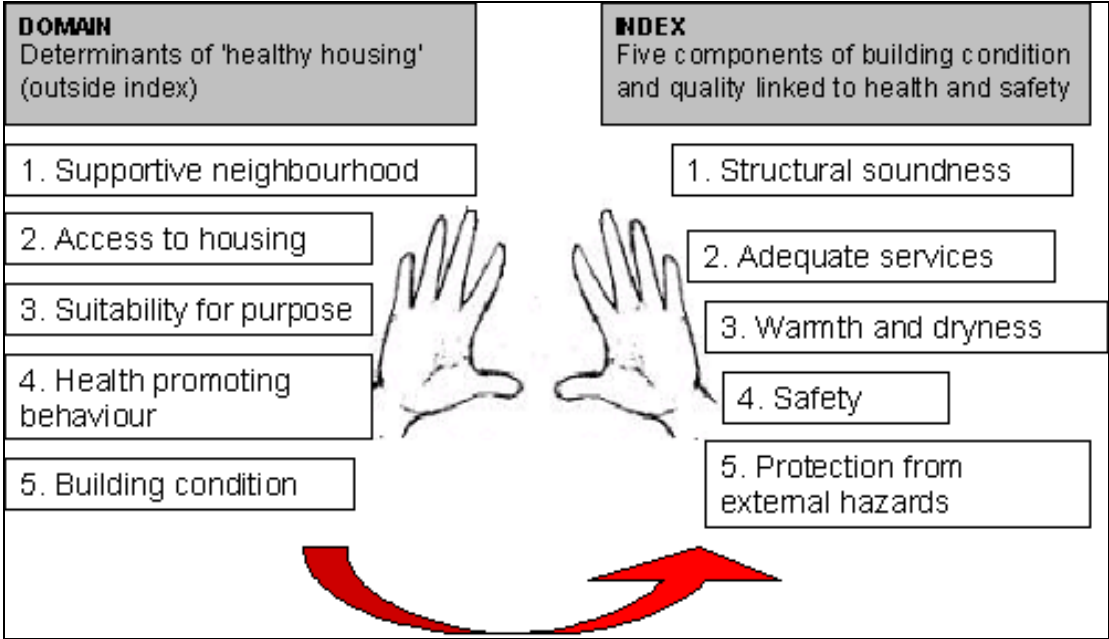 DOMAIN
Determinants of 'healthy housing'
(outside index)
1. Supportive neighbourhood
2. Access to housing
3. Suitability for purpose
4. Health promoting
behaviour
5. Building condition
INDEX
Five components of building condition
and quality linked to health and safety
1. Structural soundness
2. Adequate services
3. Warmth and dryness
4. Safety
5. Protection from
external hazards